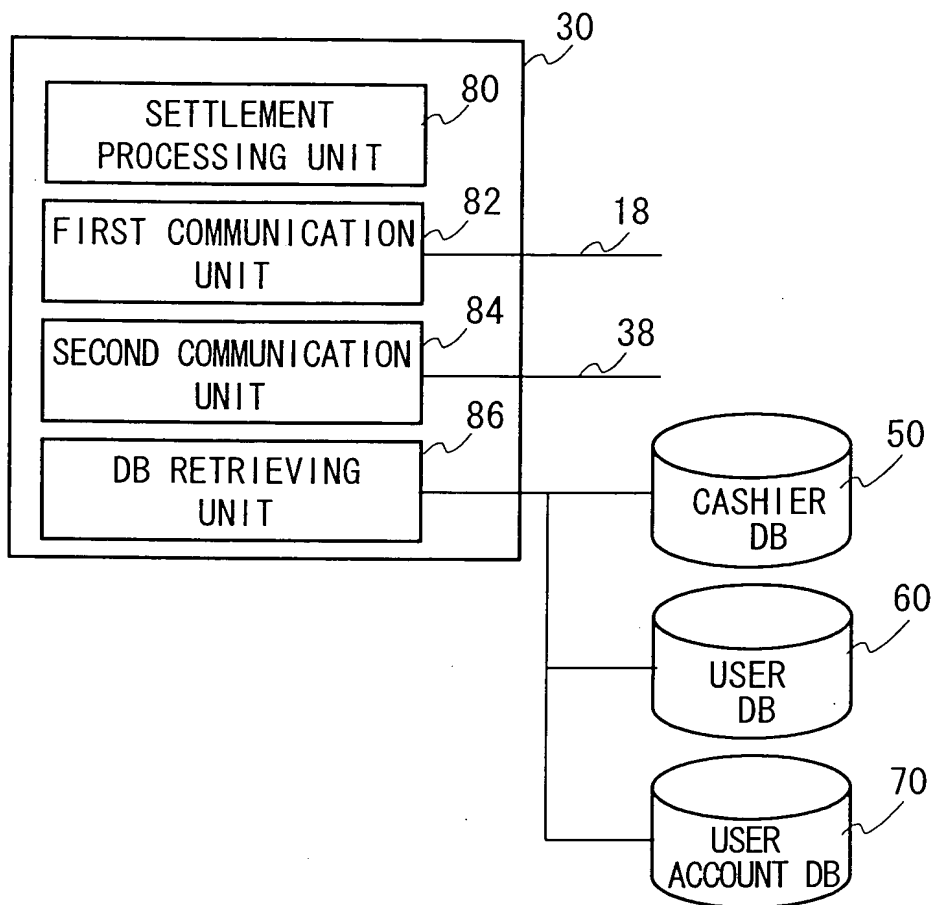 30
80
SETTLEMENT
PROCESSING UNIT
82
FIRST COMMUNICATION
UNIT
18
84
SECOND COMMUNICATION
UNIT
38
86
DB RETRIEVING
UNIT
50
CASHIER
DB
60
USER
DB
70
USER
ACCOUNT DB